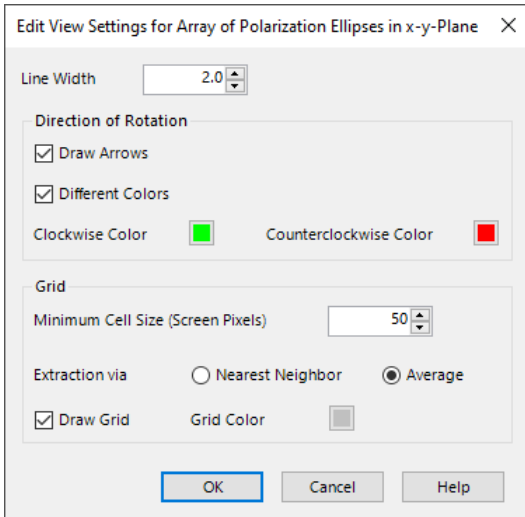 Edit View Settings for Array of Polarization Ellipses in x-y-Plane
Line Width 2.0
Direction of Rotation
Draw Arrows
Different Colors
Clockwise Color Counterclockwise Color
Grid
Minimum Cell Size (Screen Pixels) 50
Extraction via Nearest Neighbor Average
Draw Grid Grid Color
OK Cancel Help